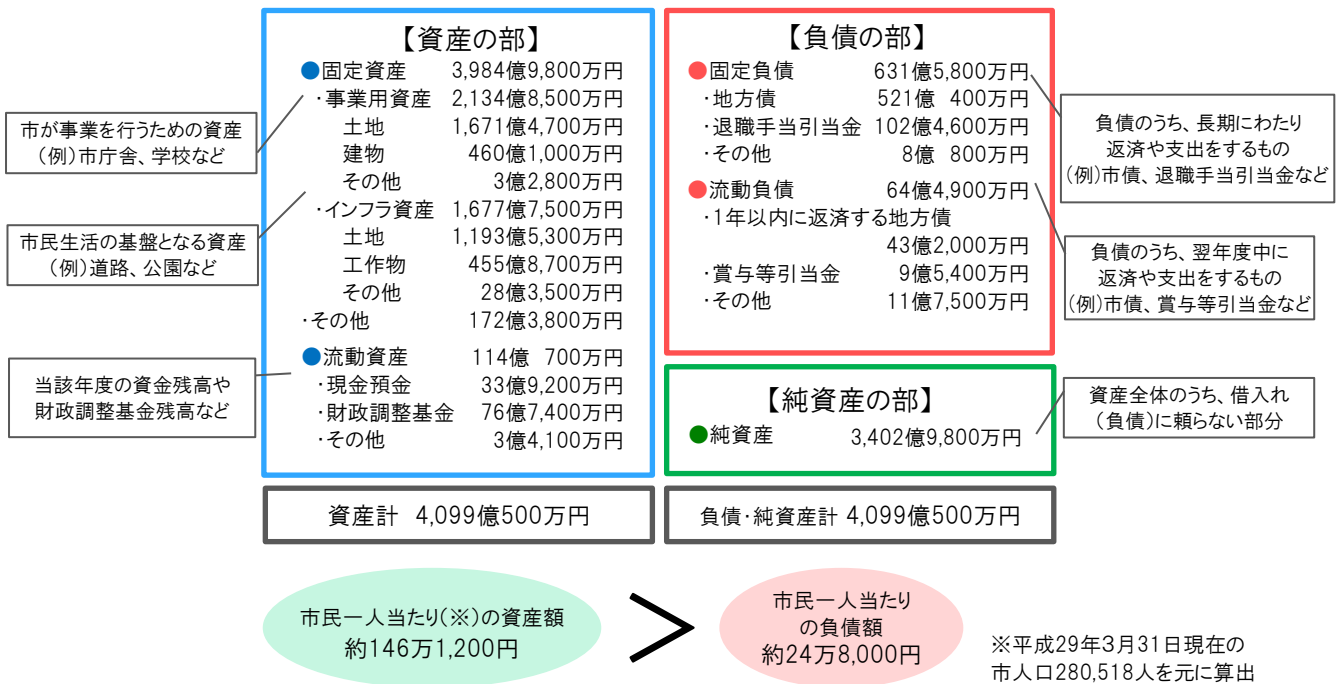 【資産の部】
●固定資産 3,984億9,800万円
・事業用資産 2,134億8,500万円
土地 1,671億4,700万円
建物 460億1,000万円
その他 3億2,800万円
・インフラ資産 1,677億7,500万円
土地 1,193億5,300万円
工作物 455億8,700万円
その他 28億3,500万円
・その他 172億3,800万円
●流動資産 114億 700万円
・現金預金 33億9,200万円
・財政調整基金 76億7,400万円
・その他 3億4,100万円
市が事業を行うための資産
(例)市庁舎、学校など
市民生活の基盤となる資産
(例)道路、公園など
当該年度の資金残高や
財政調整基金残高など
【負債の部】
●固定負債 631億5,800万円
・地方債 521億 400万円
・退職手当引当金 102億4,600万円
・その他 8億 800万円
●流動負債 64億4,900万円
・1年以内に返済する地方債
43億2,000万円
・賞与等引当金 9億5,400万円
・その他 11億7,500万円
負債のうち、長期にわたり
返済や支出をするもの
(例)市債、退職手当引当金など
負債のうち、翌年度中に
返済や支出をするもの
(例)市債、賞与等引当金など
【純資産の部】
●純資産 3,402億9,800万円
資産全体のうち、借入れ
(負債)に頼らない部分
資産計 4,099億500万円
負債・純資産計 4,099億500万円
市民一人当たり(※)の資産額
約146万1,200円
>
市民一人当たり
の負債額
約24万8,000円
※平成29年3月31日現在の
市人口280,518人を元に算出